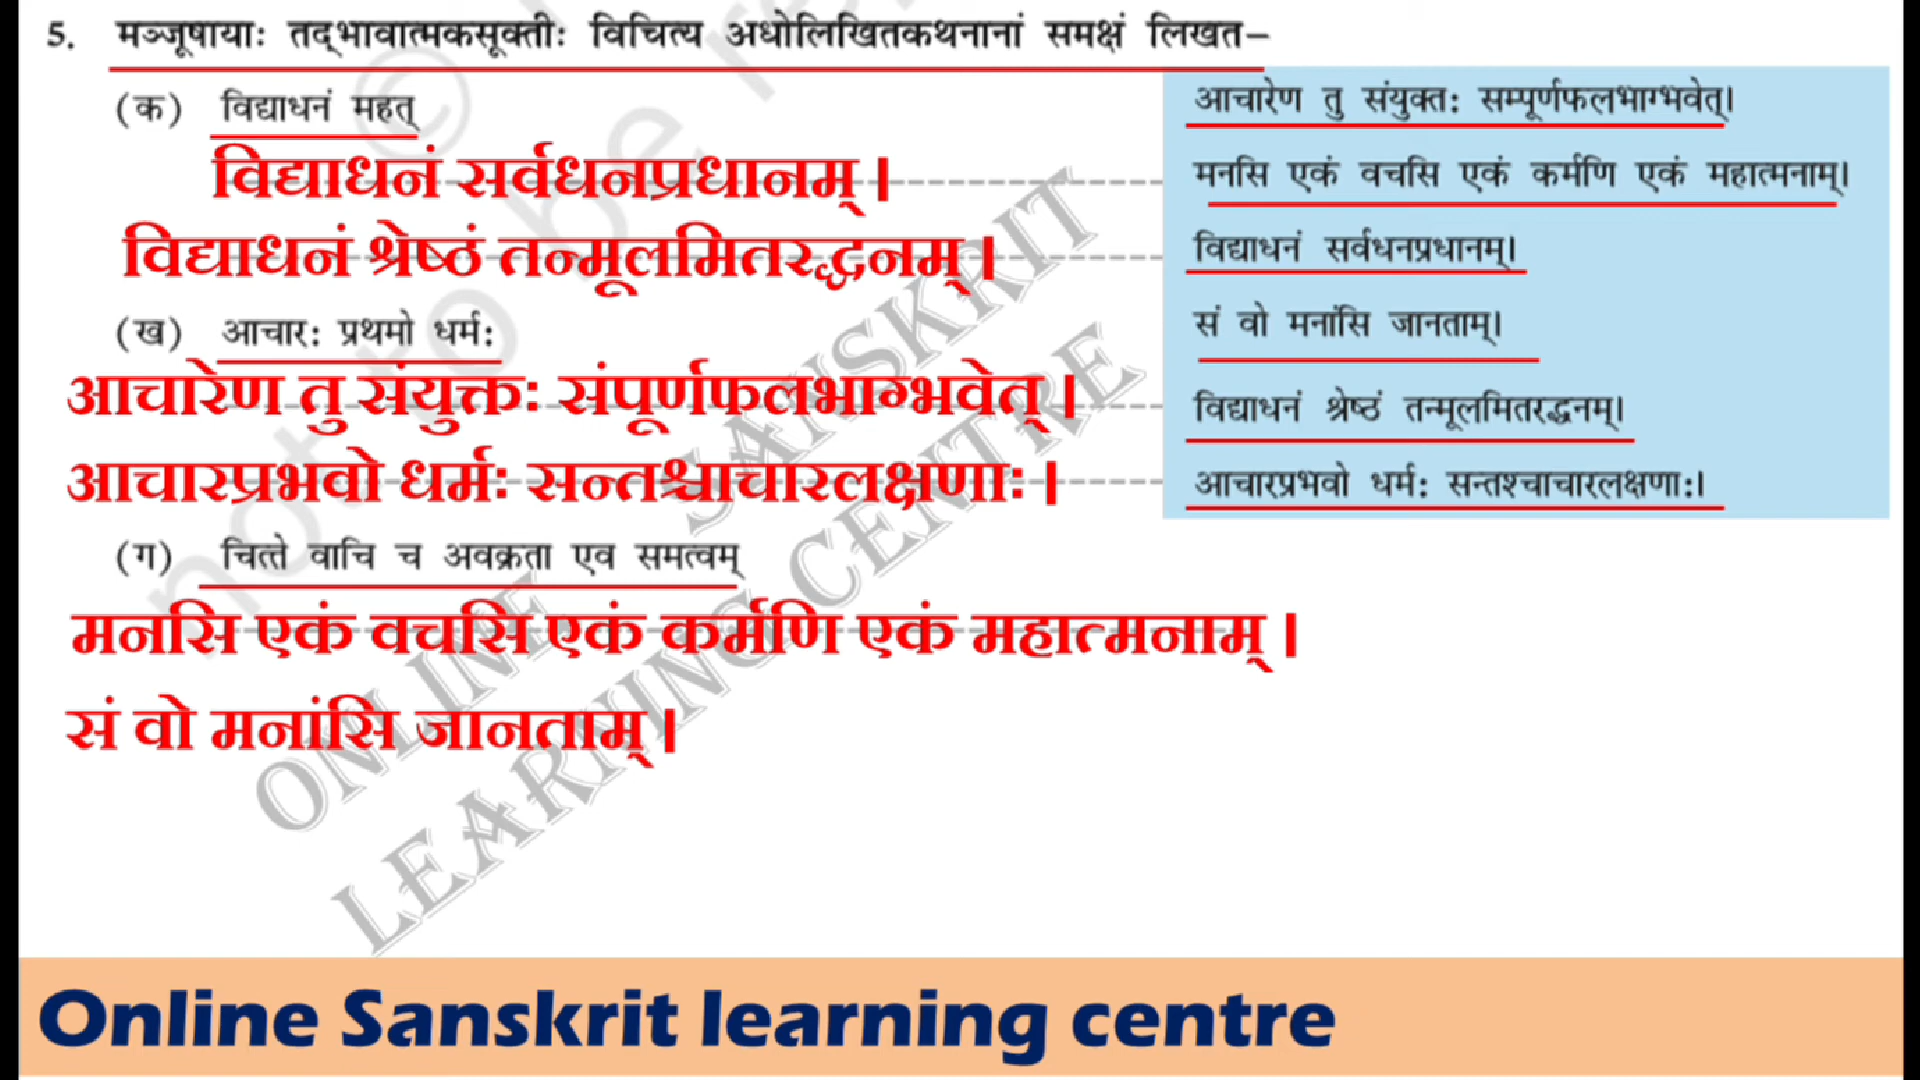 5. मञ्जूषायाः तद्भावात्मकसूक्तीः विचित्य अधोलिखितकथनानां समक्षं लिखत–
(क) विद्याधनं महत्
विद्याधनं सर्वधनप्रधानम् ।
विद्याधनं श्रेष्ठं तन्मूलमितरद्धनम् ।
(ख) आचारः प्रथमो धर्मः
आचारेण तु संयुक्तः संपूर्णफलभाग्भवेत् ।
आचारप्रभवो धर्मः सन्तश्चाचारलक्षणाः ।
(ग) चित्ते वाचि च अवक्रता एव समत्वम्
मनसि एकं वचसि एकं कर्मणि एकं महात्मनाम् ।
सं वो मनांसि जानताम् ।
आचारेण तु संयुक्तः सम्पूर्णफलभाग्भवेत्।
मनसि एकं वचसि एकं कर्मणि एकं महात्मनाम्।
विद्याधनं सर्वधनप्रधानम्।
सं वो मनांसि जानताम्।
विद्याधनं श्रेष्ठं तन्मूलमितरद्धनम्।
आचारप्रभवो धर्मः सन्तश्चाचारलक्षणाः।
ONLINE SANSKRIT
LEARNING CENTRE
©
not to be re
Online Sanskrit learning centre